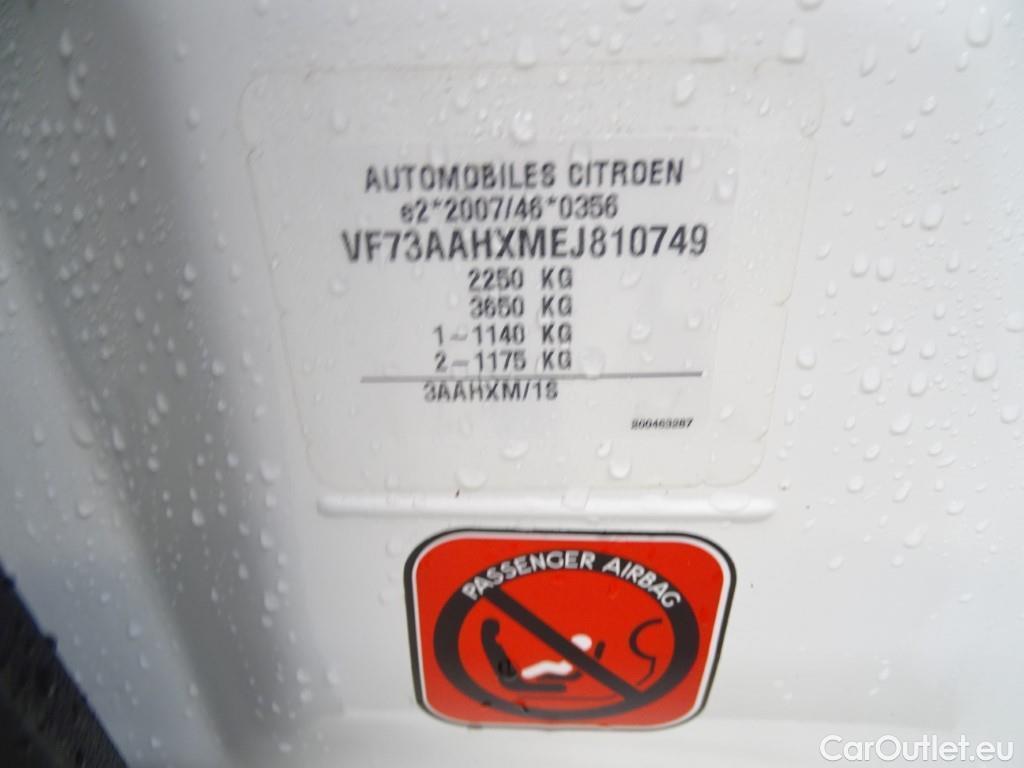 AUTOMOBILES CITROEN
e2*2007/46*0356
VF73AAHXMEJ810749
2250 KG
3650 KG
1-1140 KG
2-1175 KG
3AAHXM/1S
200463287
PASSENGER AIRBAG
CarOutlet.eu